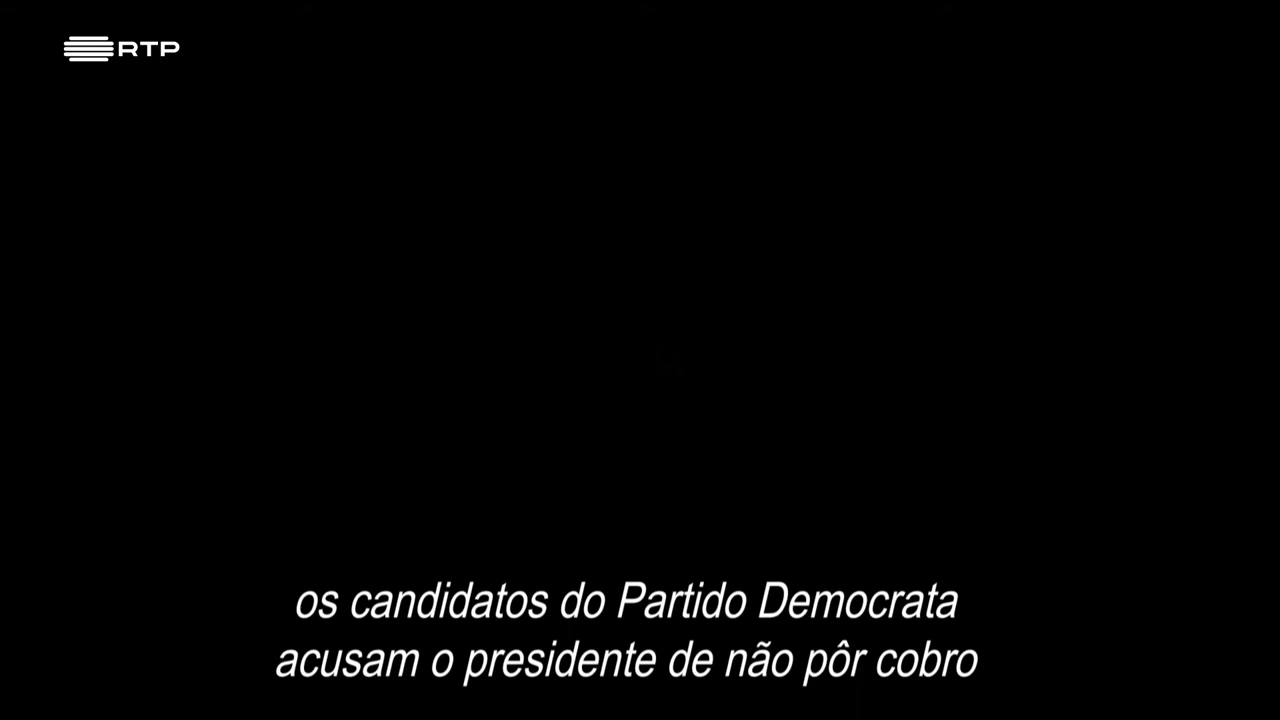 RTP
os candidatos do Partido Democrata
acusam o presidente de não pôr cobro